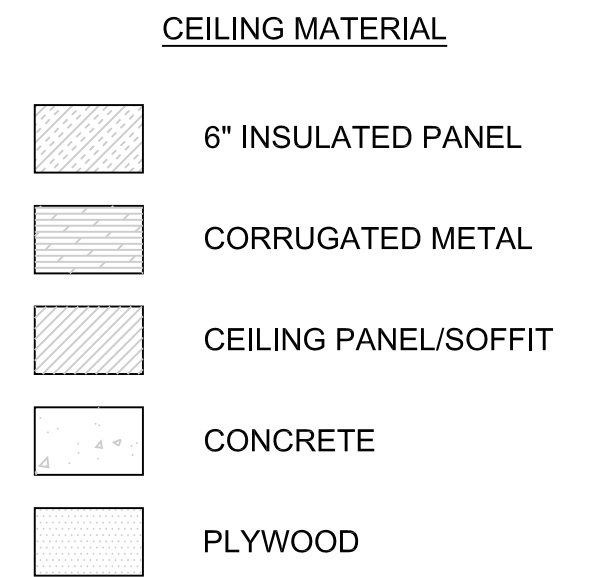 CEILING MATERIAL
6" INSULATED PANEL
CORRUGATED METAL
CEILING PANEL/SOFFIT
CONCRETE
PLYWOOD